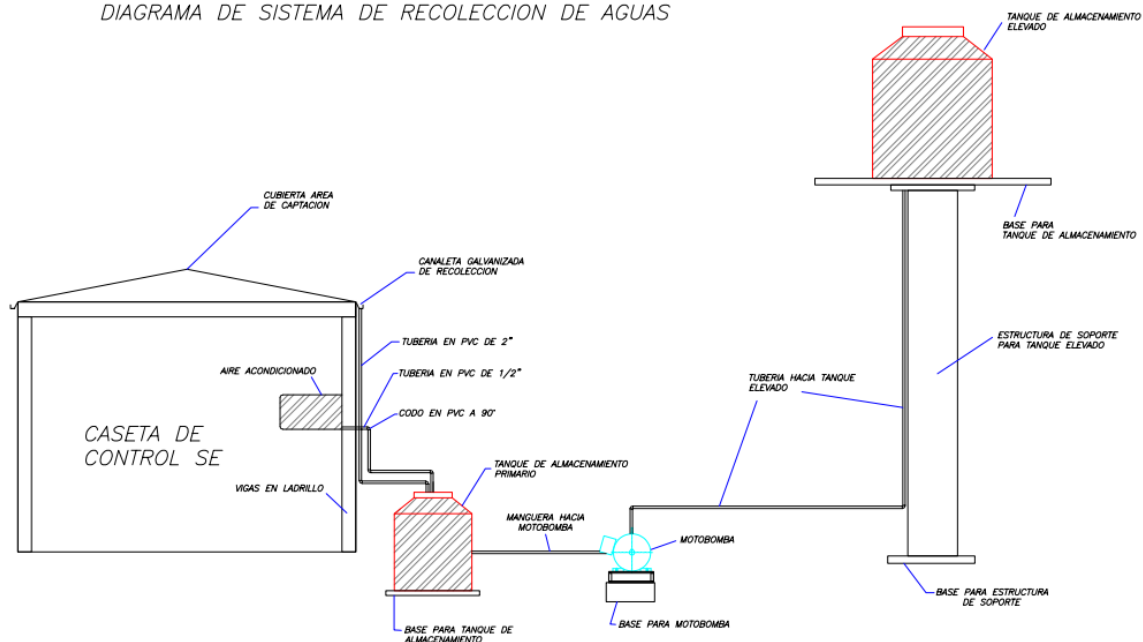 DIAGRAMA DE SISTEMA DE RECOLECCION DE AGUAS
TANQUE DE ALMACENAMIENTO
ELEVADO
CUBIERTA AREA
DE CAPTACION
BASE PARA
TANQUE DE ALMACENAMIENTO
CANALETA GALVANIZADA
DE RECOLECCION
TUBERIA EN PVC DE 2"
ESTRUCTURA DE SOPORTE
PARA TANQUE ELEVADO
AIRE ACONDICIONADO
TUBERIA EN PVC DE 1/2"
TUBERIA HACIA TANQUE
ELEVADO
CODO EN PVC A 90°
CASETA DE
CONTROL SE
TANQUE DE ALMACENAMIENTO
PRIMARIO
VIGAS EN LADRILLO
MANGUERA HACIA
MOTOBOMBA
MOTOBOMBA
BASE PARA ESTRUCTURA
DE SOPORTE
BASE PARA MOTOBOMBA
BASE PARA TANQUE DE
ALMACENAMIENTO